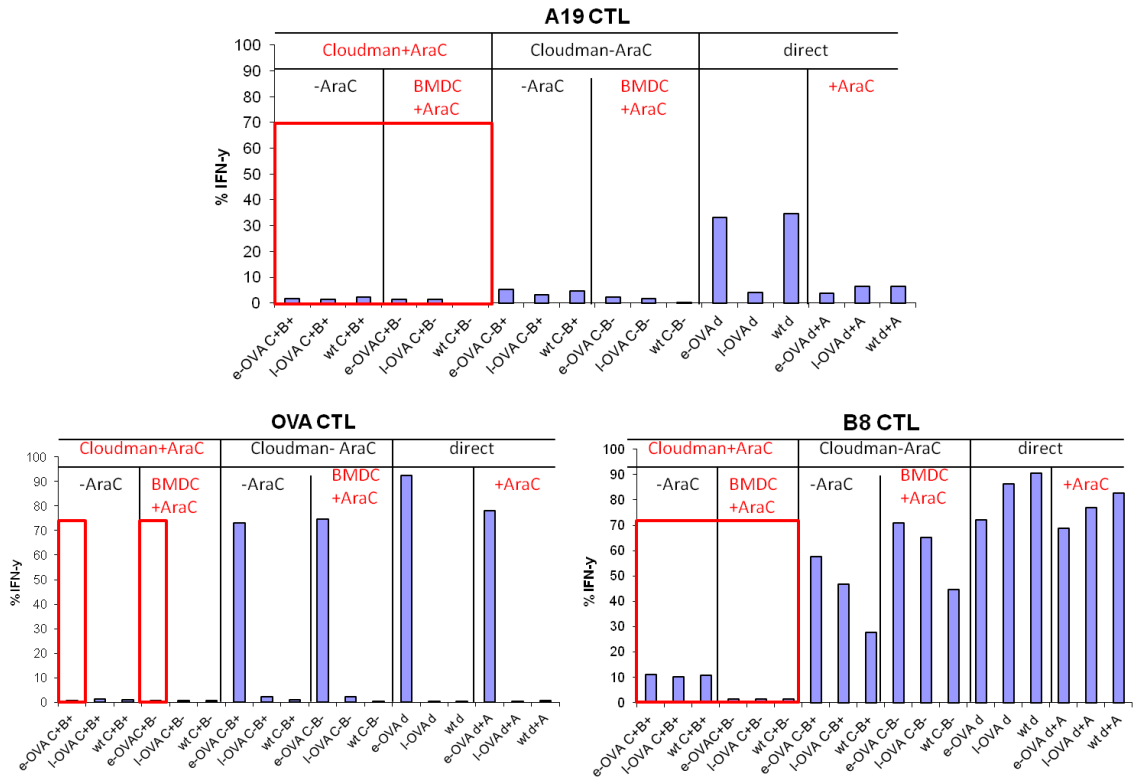 A19 CTL
Cloudman+AraC Cloudman-AraC direct
-AraC BMDC +AraC -AraC BMDC +AraC +AraC
% IFN-y
100
90
80
70
60
50
40
30
20
10
0
e-OVA C+B+
l-OVA C+B+
wt C+B+
e-OVA C+B-
l-OVA C+B-
wt C+B-
e-OVA C-B+
l-OVA C-B+
wt C-B+
e-OVA C-B-
l-OVA C-B-
wt C-B-
e-OVA d
l-OVA d
wt d
e-OVA d+A
l-OVA d+A
wt d+A
OVA CTL
Cloudman+AraC Cloudman- AraC direct
-AraC BMDC +AraC -AraC BMDC +AraC +AraC
%IFN-y
100
90
80
70
60
50
40
30
20
10
0
e-OVA C+B+
l-OVA C+B+
wt C+B+
e-OVA C+B-
l-OVA C+B-
wt C+B-
e-OVA C-B+
l-OVA C-B+
wt C-B+
e-OVA C-B-
l-OVA C-B-
wt C-B-
e-OVA d
l-OVA d
wt d
e-OVA d+A
l-OVA d+A
wt d+A
B8 CTL
Cloudman+AraC Cloudman-AraC direct
-AraC BMDC +AraC -AraC BMDC +AraC +AraC
% IFN-y
100
90
80
70
60
50
40
30
20
10
0
e-OVA C+B+
l-OVA C+B+
wt C+B+
e-OVA C+B-
l-OVA C+B-
wt C+B-
e-OVA C-B+
l-OVA C-B+
wt C-B+
e-OVA C-B-
l-OVA C-B-
wt C-B-
e-OVA d
l-OVA d
wt d
e-OVA d+A
l-OVA d+A
wt d+A